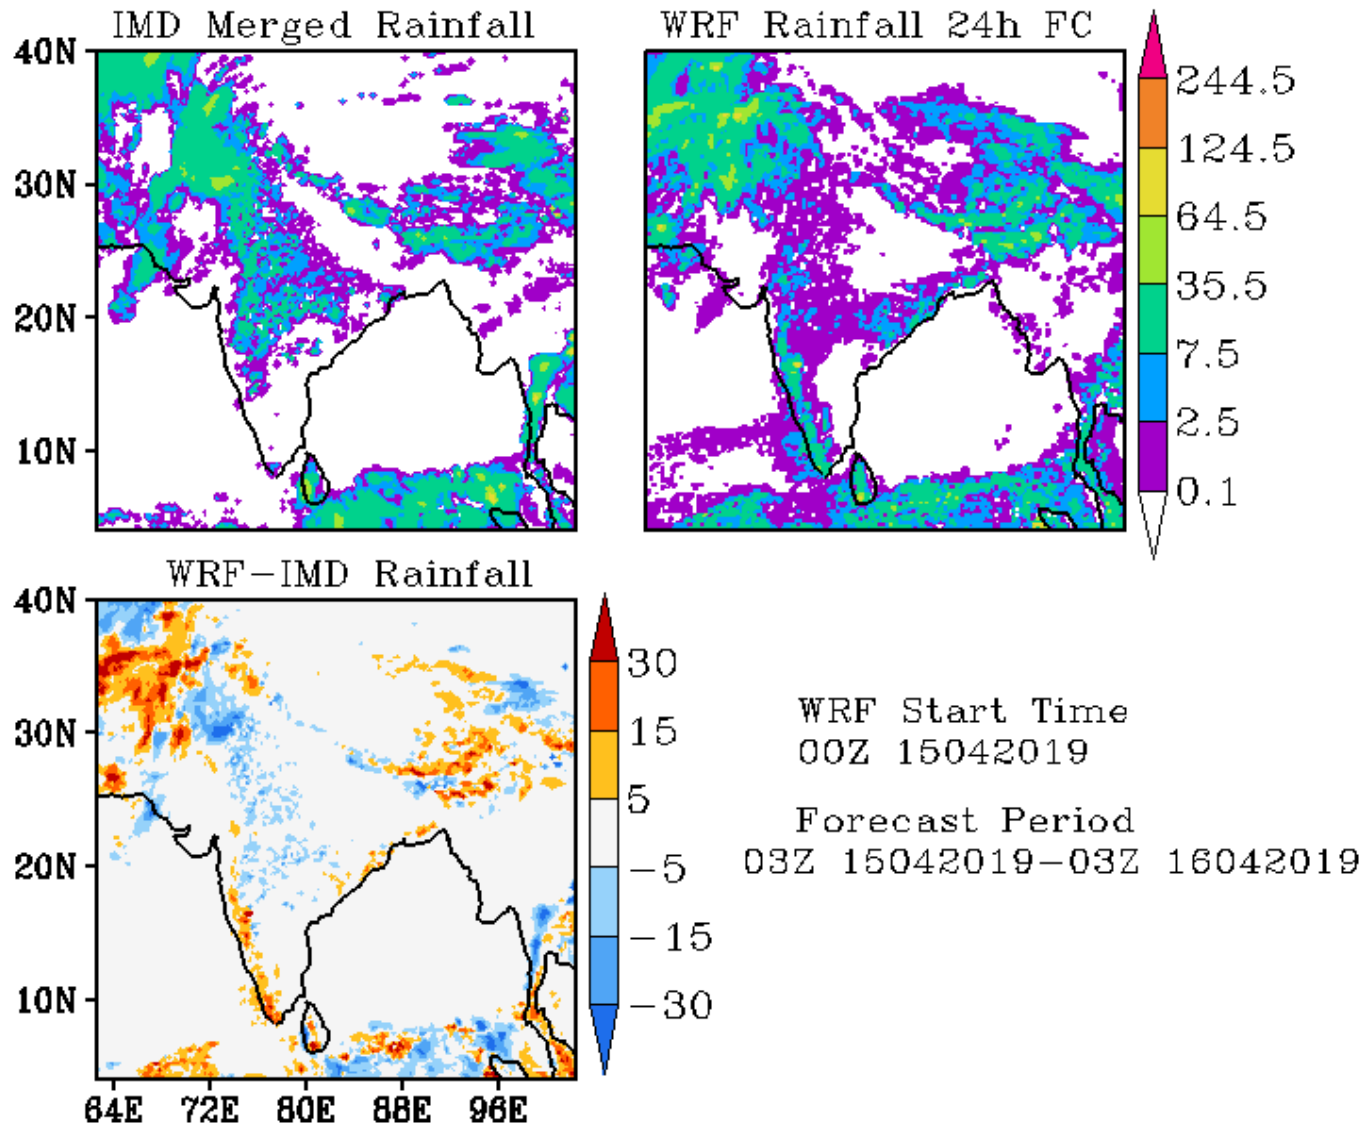 IMD Merged Rainfall
WRF Rainfall 24h FC
40N
30N
20N
10N
244.5
124.5
64.5
35.5
7.5
2.5
0.1
WRF-IMD Rainfall
40N
30N
20N
10N
64E 72E 80E 88E 96E
30
15
5
-5
-15
-30
WRF Start Time
00Z 15042019
Forecast Period
03Z 15042019-03Z 16042019